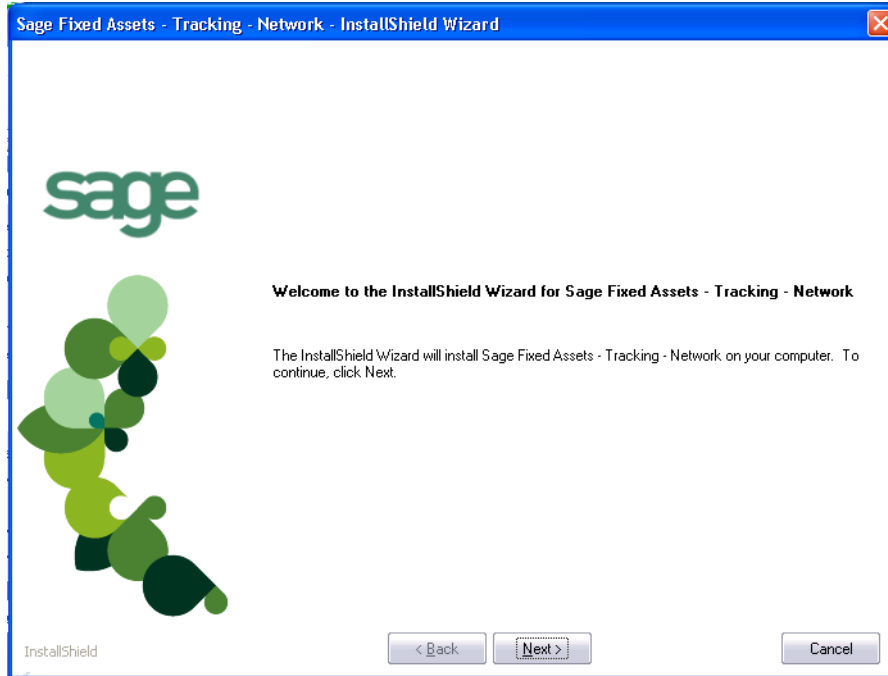 Sage Fixed Assets - Tracking - Network - InstallShield Wizard
sage
Welcome to the InstallShield Wizard for Sage Fixed Assets - Tracking - Network
The InstallShield Wizard will install Sage Fixed Assets - Tracking - Network on your computer.  To
continue, click Next.
InstallShield
< Back
Next >
Cancel